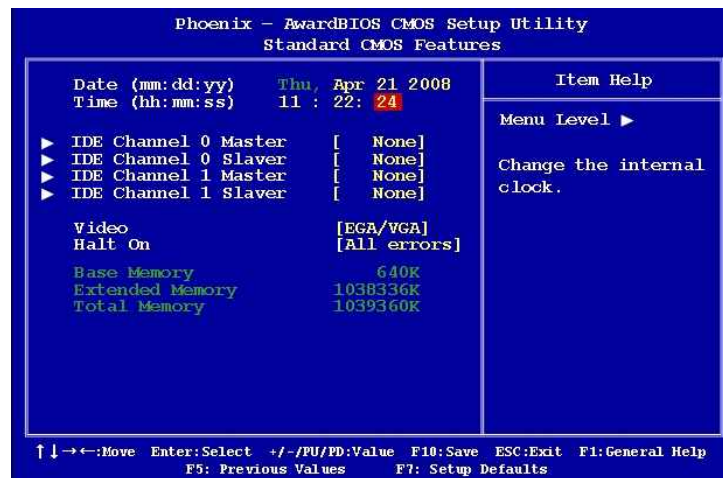 Phoenix – AwardBIOS CMOS Setup Utility
Standard CMOS Features
Date (mm:dd:yy) Thu, Apr 21 2008
Time (hh:mm:ss) 11 : 22: 24
► IDE Channel 0 Master [ None]
► IDE Channel 0 Slaver [ None]
► IDE Channel 1 Master [ None]
► IDE Channel 1 Slaver [ None]
Video [EGA/VGA]
Halt On [All errors]
Base Memory 640K
Extended Memory 1038336K
Total Memory 1039360K
Item Help
Menu Level ►
Change the internal
clock.
↑↓→←:Move Enter:Select +/-/PU/PD:Value F10:Save ESC:Exit F1:General Help
F5: Previous Values F7: Setup Defaults